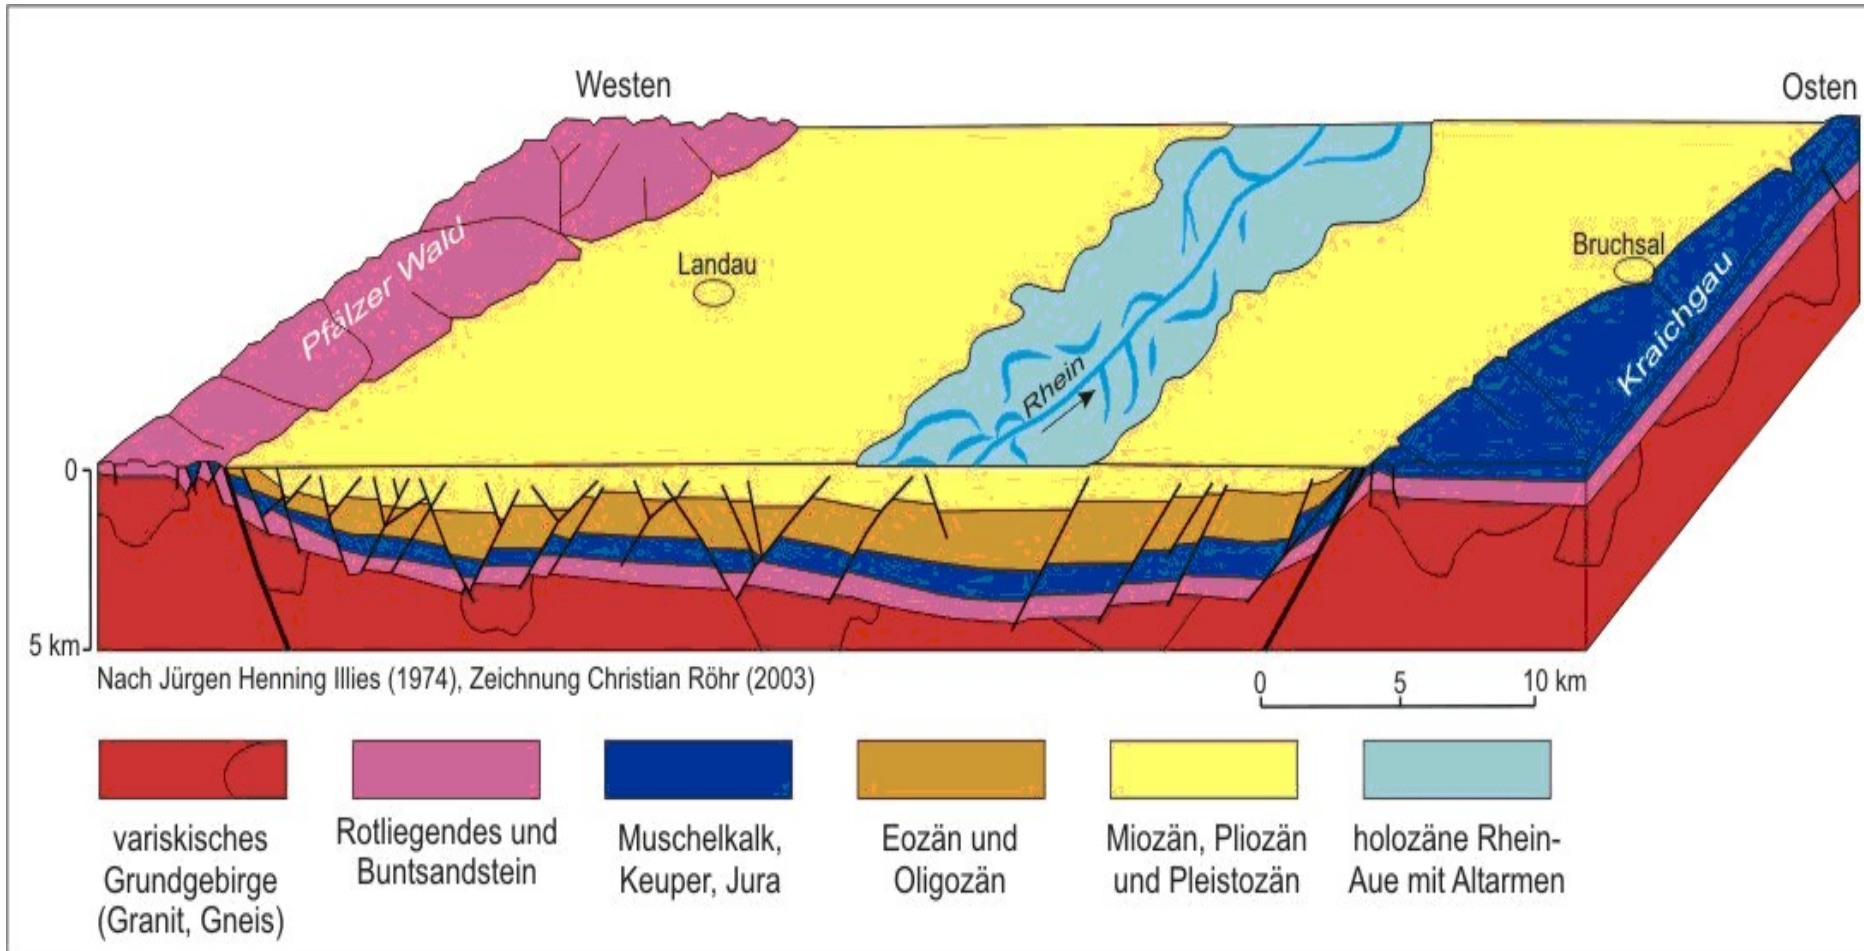 Westen
Osten
Pfälzer Wald
Landau
Bruchsal
Kraichgau
Rhein
0
5 km
Nach Jürgen Henning Illies (1974), Zeichnung Christian Röhr (2003)
0 5 10 km
variskisches
Grundgebirge
(Granit, Gneis)
Rotliegendes und
Buntsandstein
Muschelkalk,
Keuper, Jura
Eozän und
Oligozän
Miozän, Pliozän
und Pleistozän
holozäne Rhein-
Aue mit Altarmen